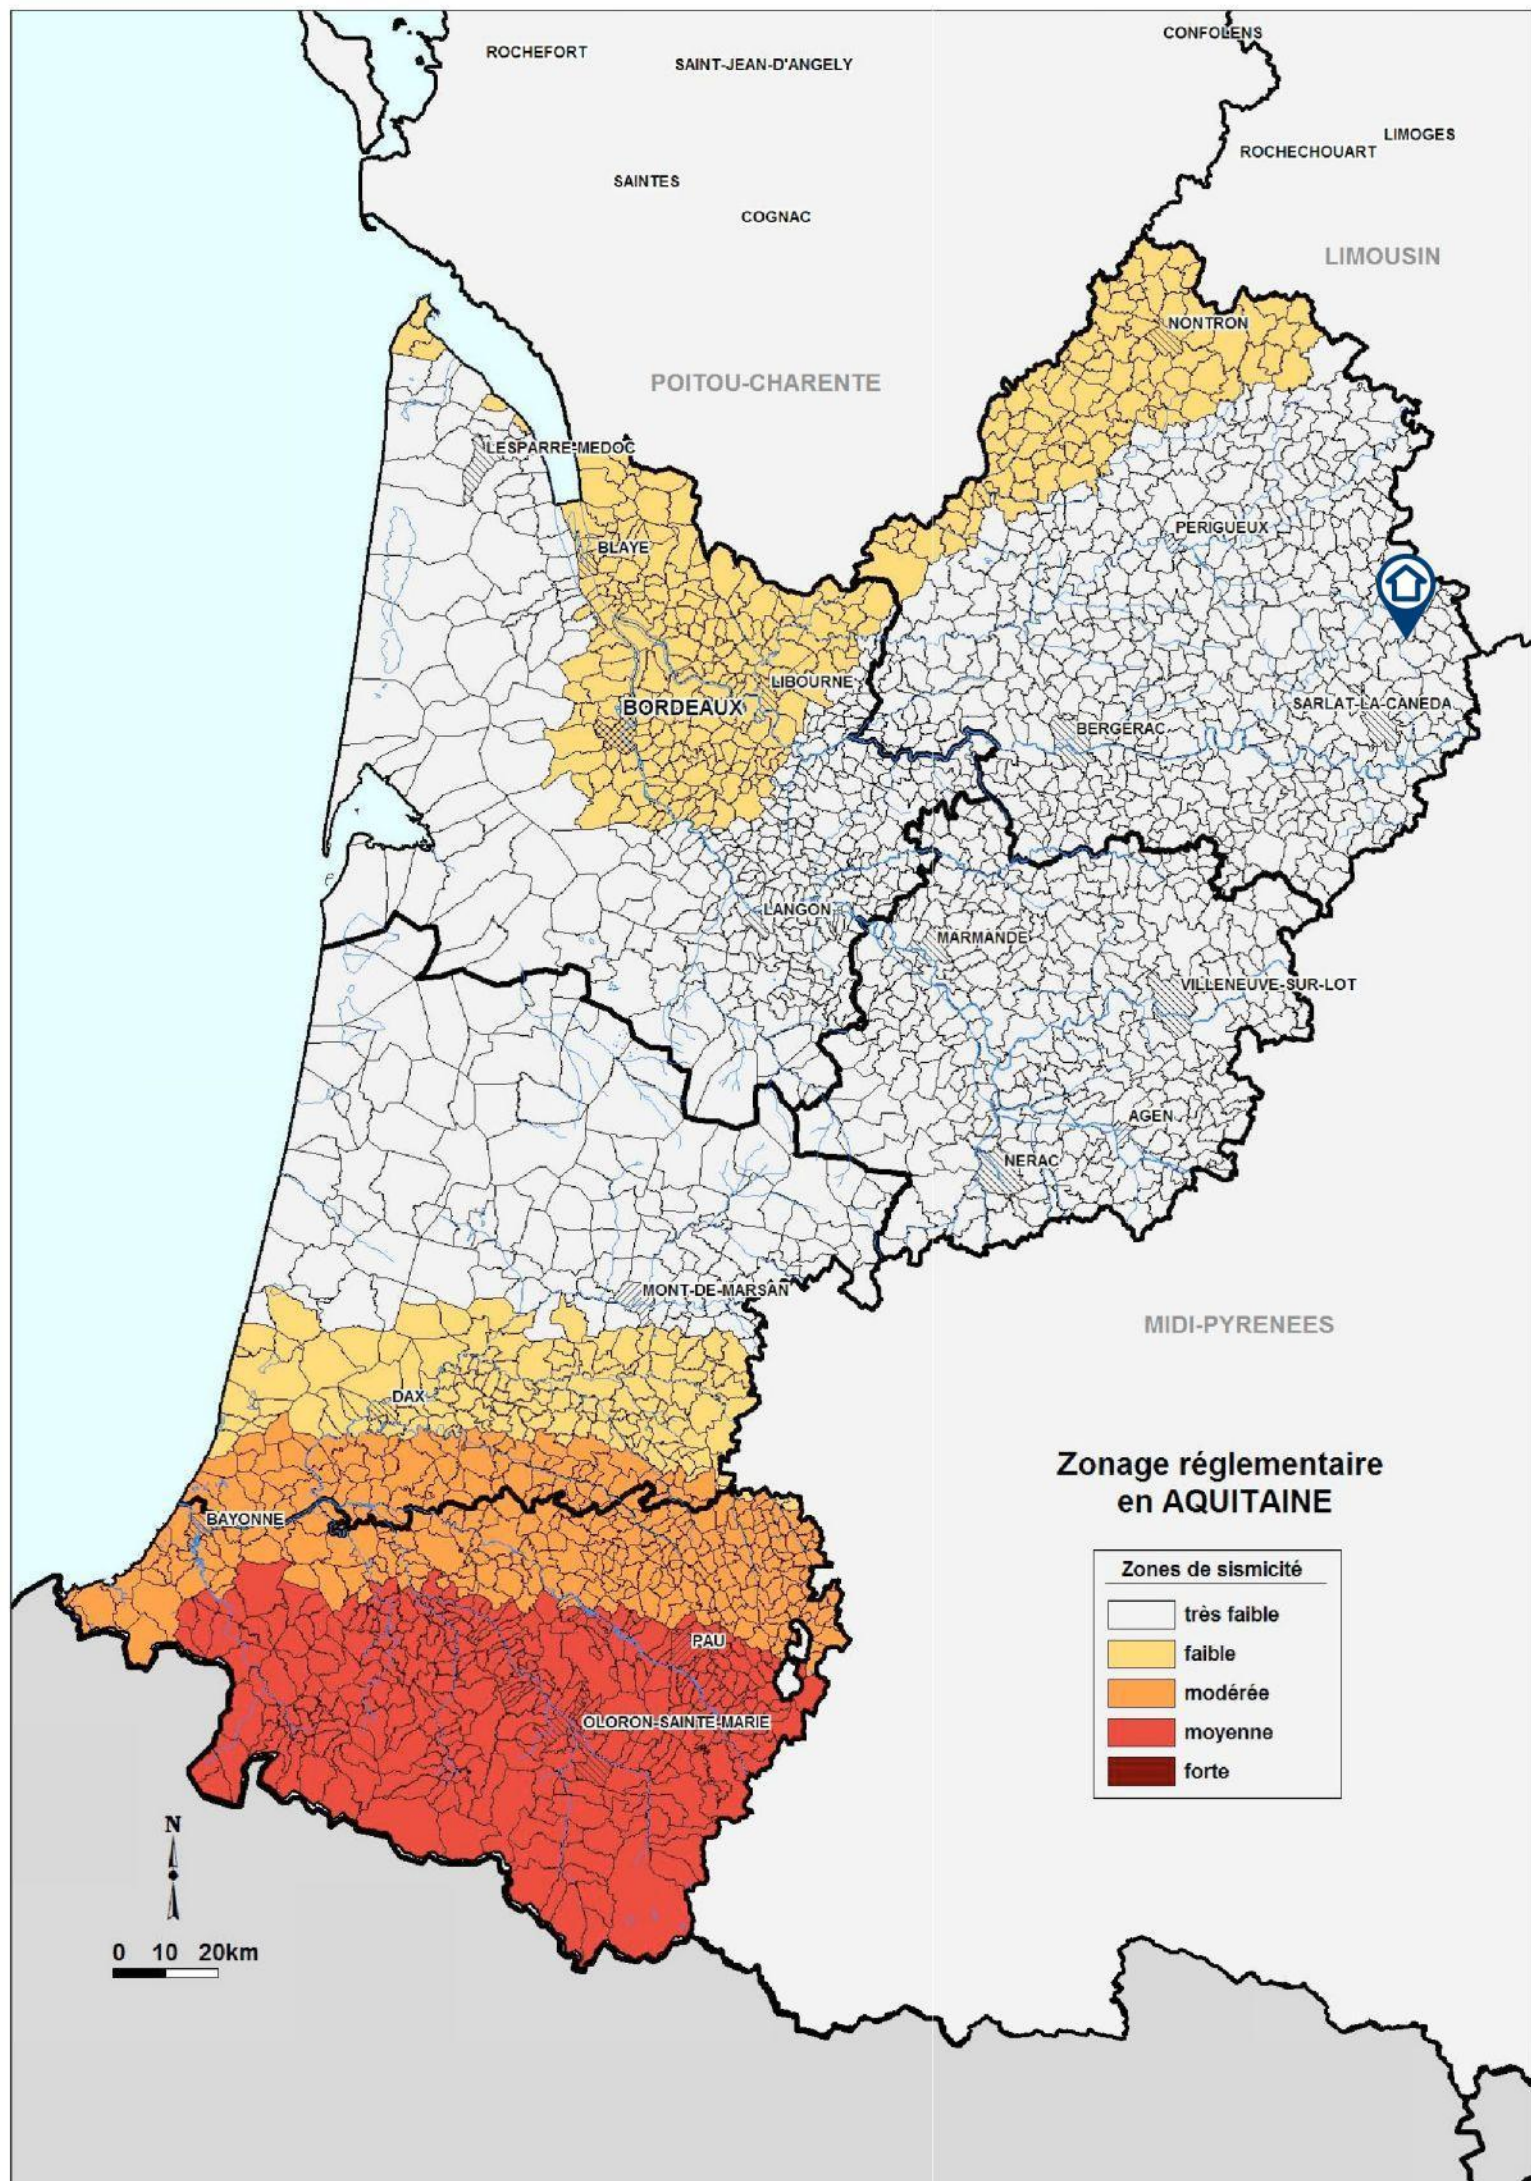 CONFOLENS
ROCHEFORT
SAINT-JEAN-D'ANGELY
LIMOGES
ROCHECHOUART
SAINTES
COGNAC
LIMOUSIN
NONTRON
POITOU-CHARENTE
LESPARRE-MEDOC
PERIGUEUX
BLAYE
LIBOURNE
BORDEAUX
SARLAT-LA-CANEDA
BERGERAC
LANGON
MARMANDE
VILLENEUVE-SUR-LOT
AGEN
NERAC
MONT-DE-MARSAN
MIDI-PYRENEES
DAX
Zonage réglementaire
en AQUITAINE
BAYONNE
Zones de sismicité
très faible
faible
modérée
moyenne
forte
PAU
OLORON-SAINTE-MARIE
N
0 10 20km